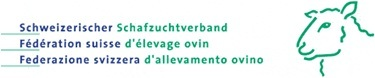 Schweizerischer Schafzuchtverband
Fédération suisse d'élevage ovin
Federazione svizzera d'allevamento ovino